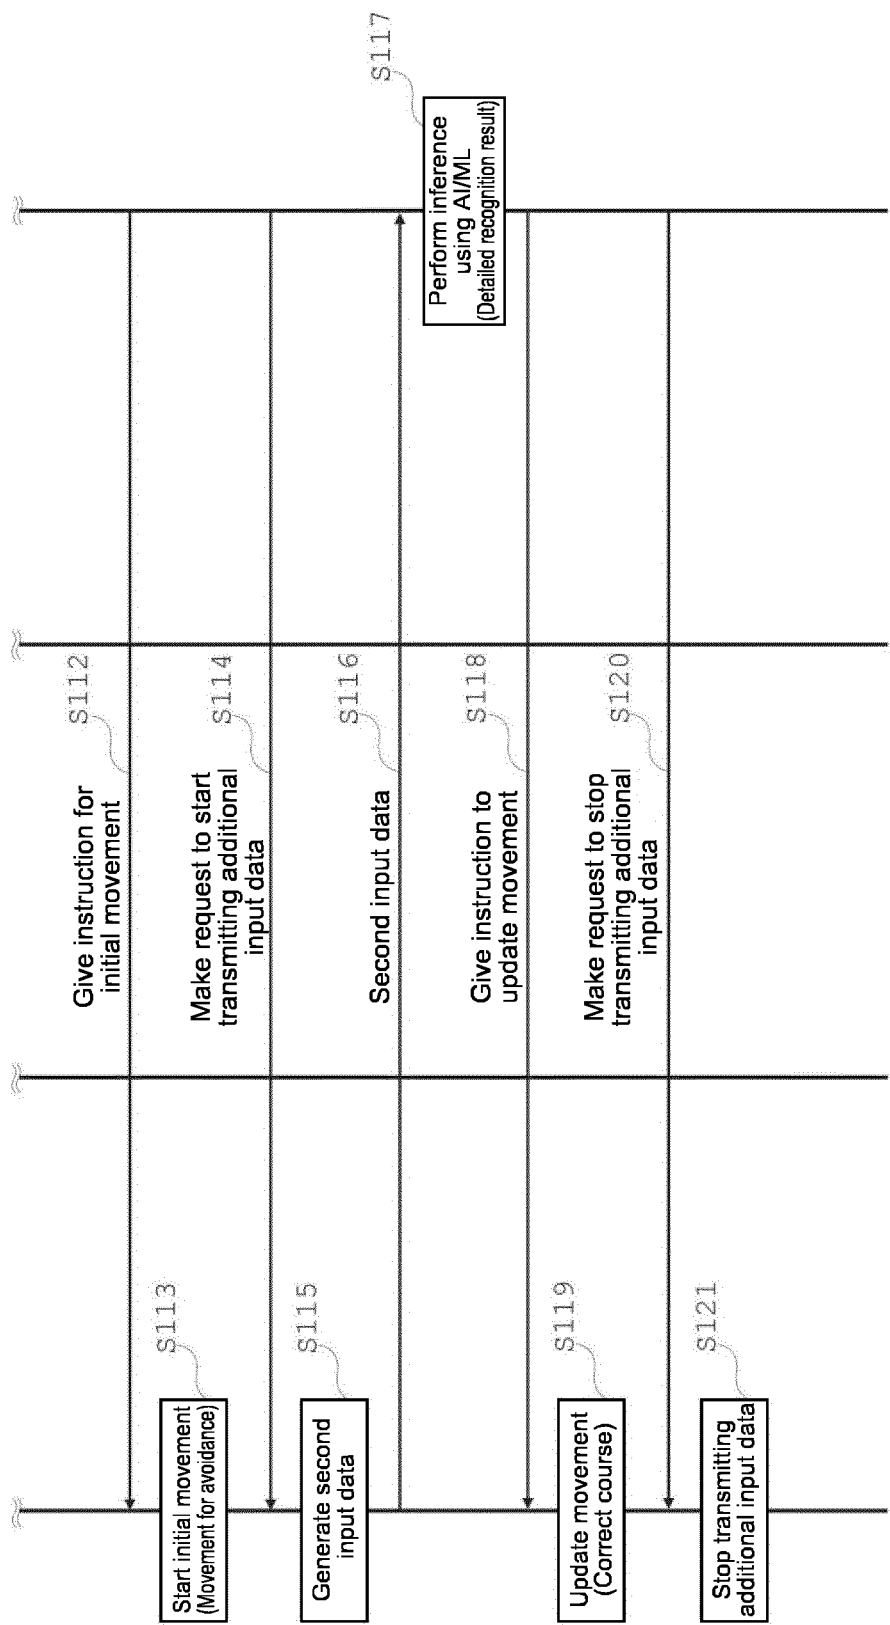 S112
Give instruction for
initial movement
S113
Start initial movement
(Movement for avoidance)
S114
Make request to start
transmitting additional
input data
S115
Generate second
input data
S116
Second input data
S117
Perform inference
using AI/ML
(Detailed recognition result)
S118
Give instruction to
update movement
S119
Update movement
(Correct course)
S120
Make request to stop
transmitting additional
input data
S121
Stop transmitting
additional input data